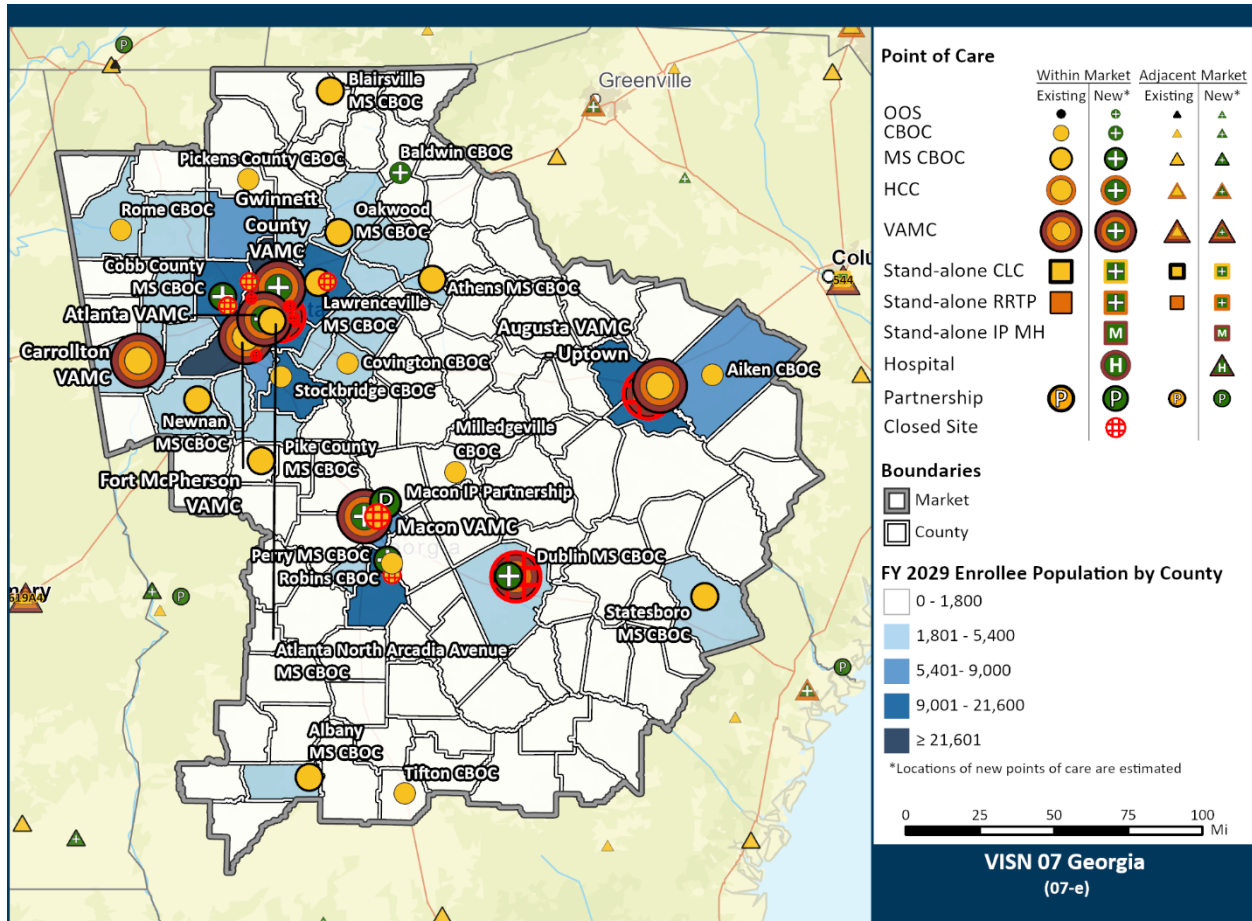 Greenville
Blairsville
MS CBOC
Pickens County CBOC
Baldwin CBOC
Gwinnett
County
VAMC
Rome CBOC
Oakwood
MS CBOC
Cobb County
MS CBOC
Athens MS CBOC
Atlanta VAMC
Lawrenceville
MS CBOC
Augusta VAMC
- Uptown
Carrollton
VAMC
Covington CBOC
Aiken CBOC
Stockbridge CBOC
Newnan
MS CBOC
Pike County
MS CBOC
Milledgeville
CBOC
Fort McPherson
VAMC
Macon IP Partnership
Macon VAMC
Perry MS CBOC
Robins CBOC
Dublin MS CBOC
Statesboro
MS CBOC
Atlanta North Arcadia Avenue
MS CBOC
Albany
MS CBOC
Tifton CBOC
Colu
544
mery
619A4
P
P
P
P
Point of Care
Within Market Adjacent Market
Existing New* Existing New*
OOS
CBOC
MS CBOC
HCC
VAMC
Stand-alone CLC
Stand-alone RRTP
Stand-alone IP MH M M
Hospital H H
Partnership P P P P
Closed Site
Boundaries
Market
County
FY 2029 Enrollee Population by County
0 - 1,800
1,801 - 5,400
5,401- 9,000
9,001 - 21,600
≥ 21,601
*Locations of new points of care are estimated
0 25 50 75 100
Mi
VISN 07 Georgia
(07-e)